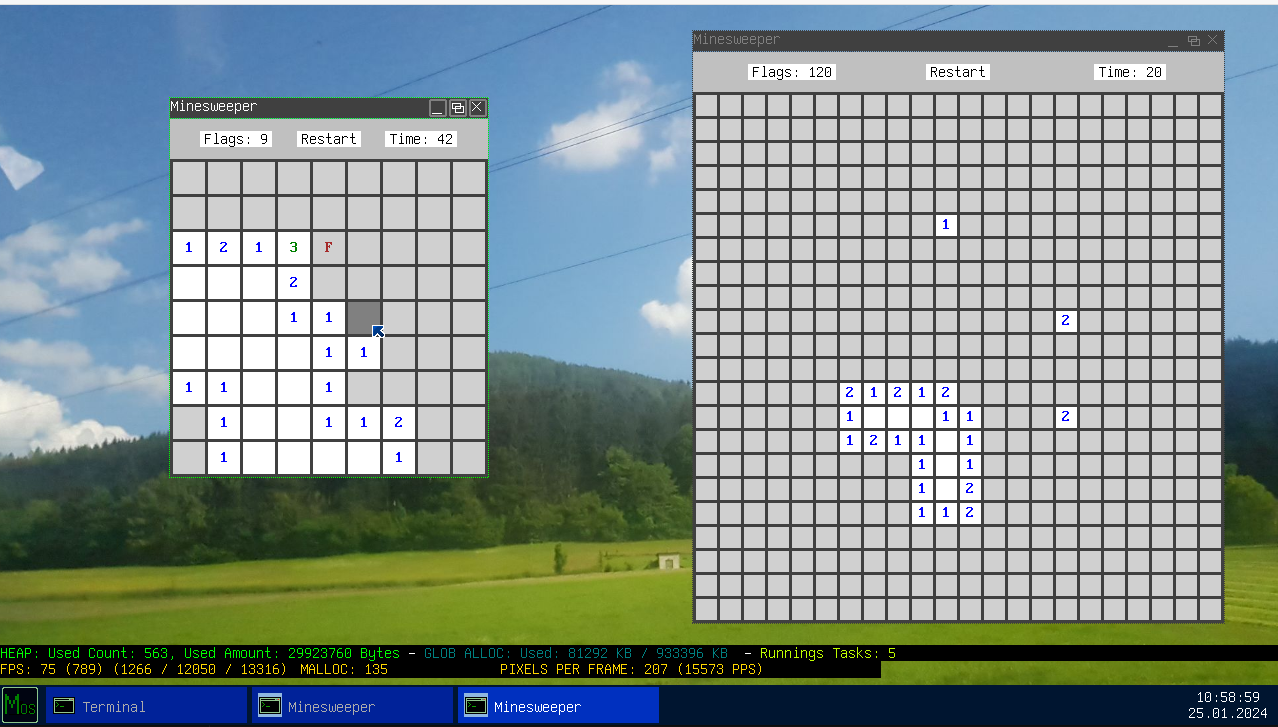 Minesweeper
Flags: 120 Restart Time: 20
1
2
2 1 2 1 2
1 1 1 2
1 2 1 1 1
1 1
1 2
1 1 2
Minesweeper
Flags: 9 Restart Time: 42
1 2 1 3 F
2
1 1
1 1
1 1 1
1 1 1 2
1 1
HEAP: Used Count: 563, Used Amount: 29923760 Bytes - GLOB ALLOC: Used: 81292 KB / 933396 KB - Runnings Tasks: 5
FPS: 75 (789) (1266 / 12050 / 13316) MALLOC: 135 PIXELS PER FRAME: 207 (15573 PPS)
Mos Terminal Minesweeper Minesweeper
10:58:59
25.01.2024